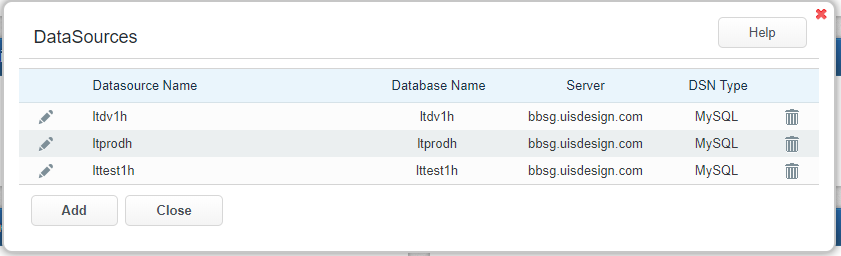 DataSources
Help
Datasource Name Database Name Server DSN Type
ltdv1h ltdv1h bbsg.uisdesign.com MySQL
ltprodh ltprodh bbsg.uisdesign.com MySQL
lttest1h lttest1h bbsg.uisdesign.com MySQL
Add Close